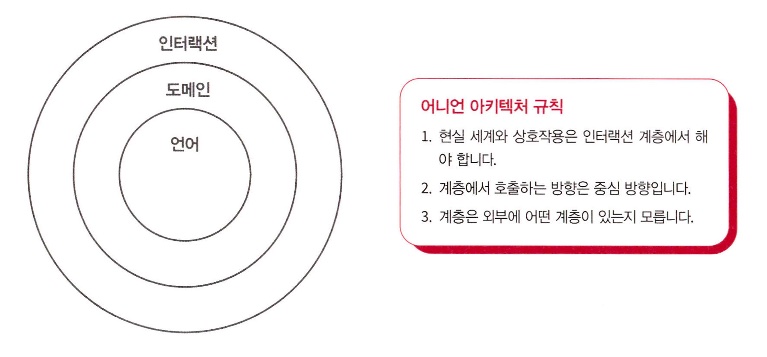 인터랙션
도메인
언어
어니언 아키텍처 규칙
1. 현실 세계와 상호작용은 인터랙션 계층에서 해
야 합니다.
2. 계층에서 호출하는 방향은 중심 방향입니다.
3. 계층은 외부에 어떤 계층이 있는지 모릅니다.